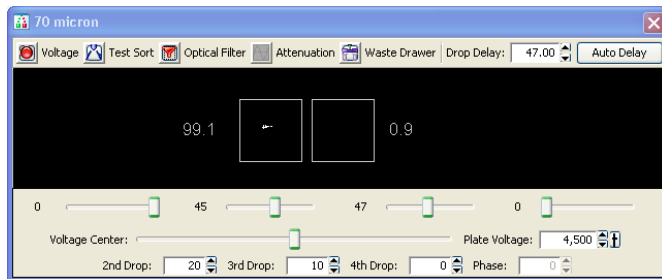 70 micron
Voltage Test Sort Optical Filter Attenuation Waste Drawer Drop Delay: 47.00 Auto Delay
99.1 0.9
0 45 47 0
Voltage Center: Plate Voltage: 4,500
2nd Drop: 20 3rd Drop: 10 4th Drop: 0 Phase: 0